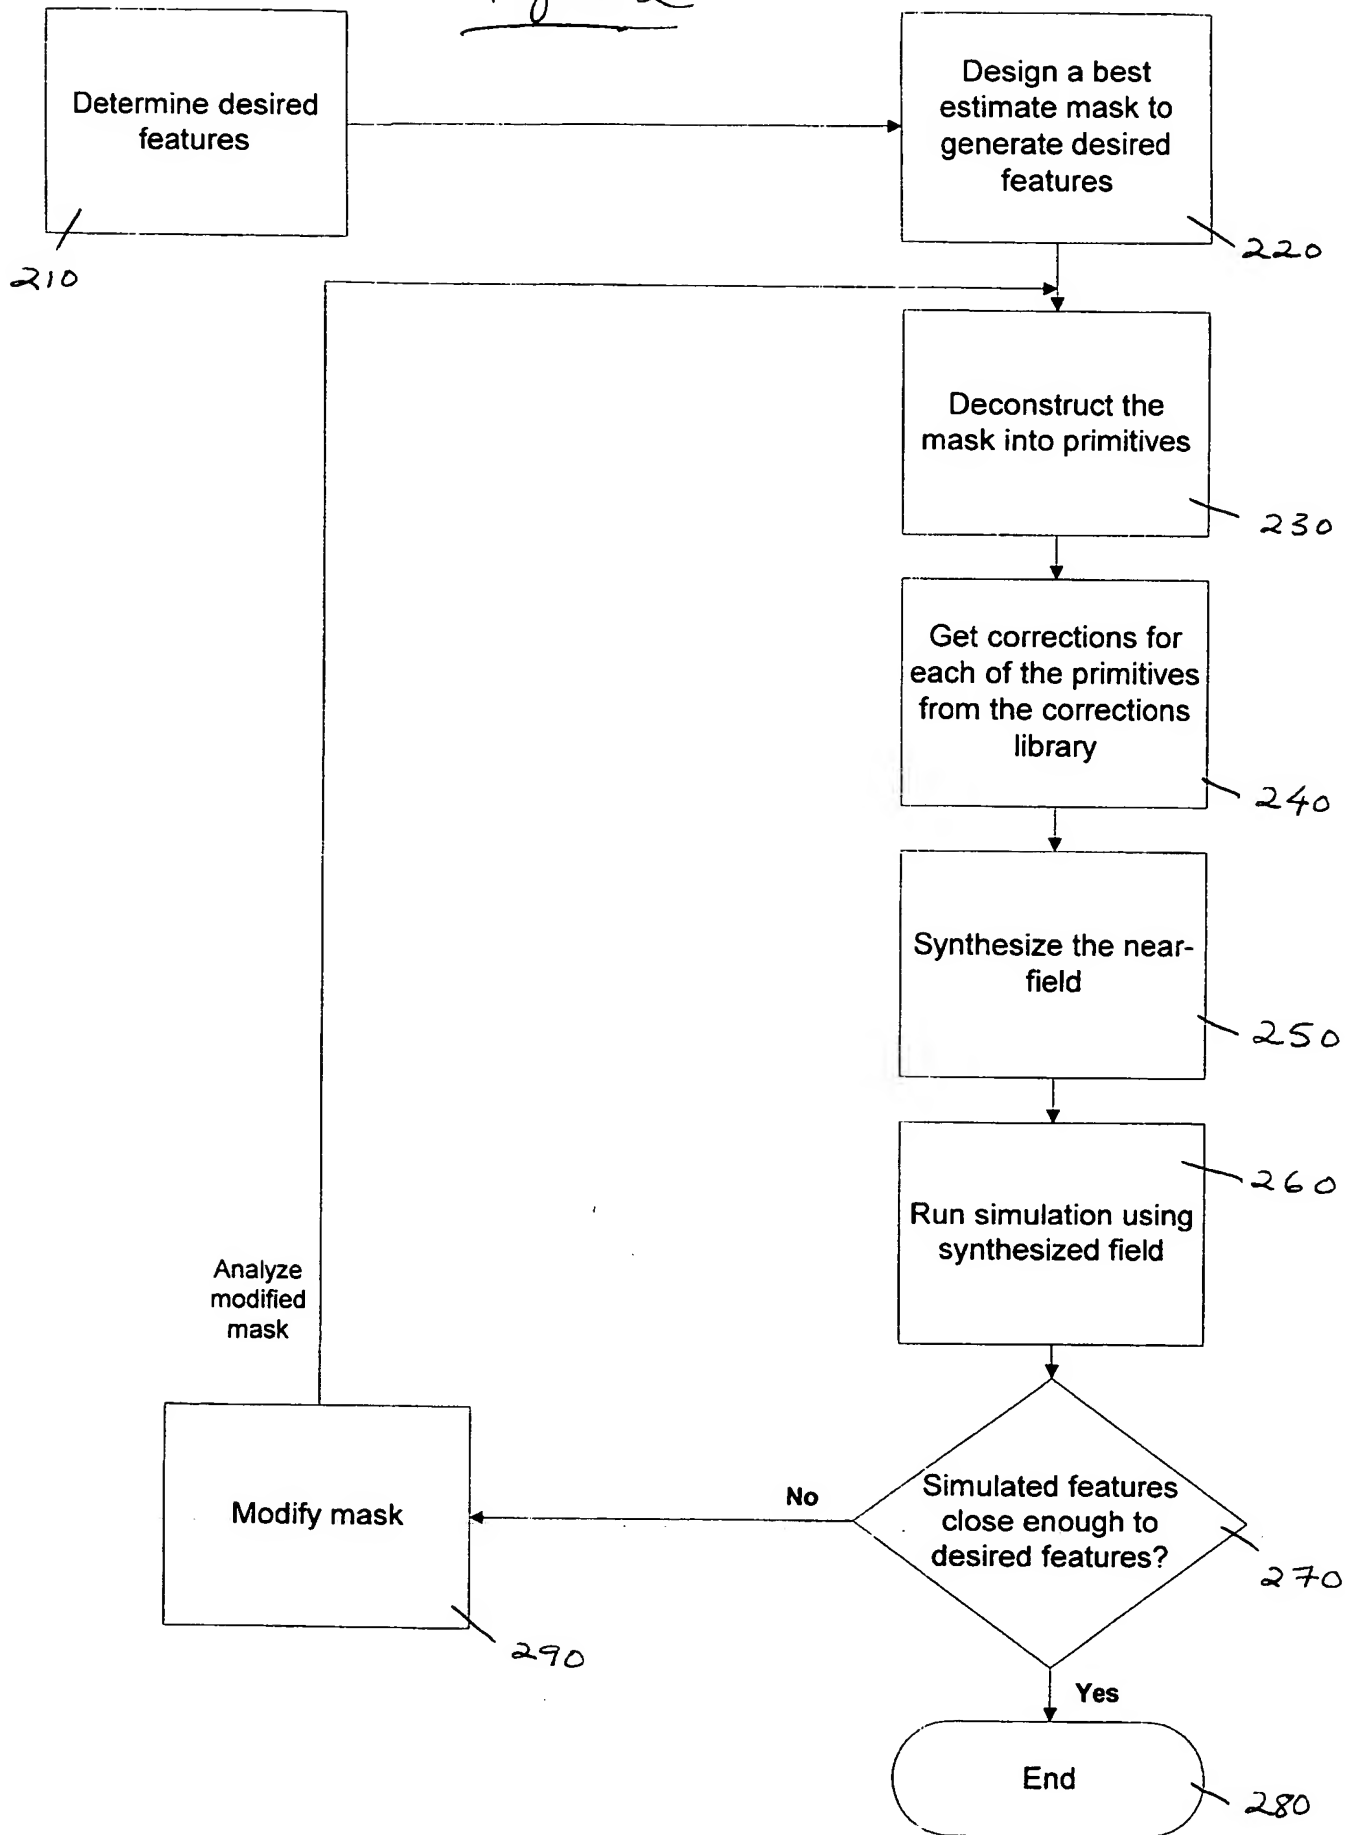 Determine desired
features
210
Design a best
estimate mask to
generate desired
features
220
Deconstruct the
mask into primitives
230
Get corrections for
each of the primitives
from the corrections
library
240
Synthesize the near-
field
250
Run simulation using
synthesized field
260
Simulated features
close enough to
desired features?
270
No
Yes
Modify mask
290
Analyze
modified
mask
End
280